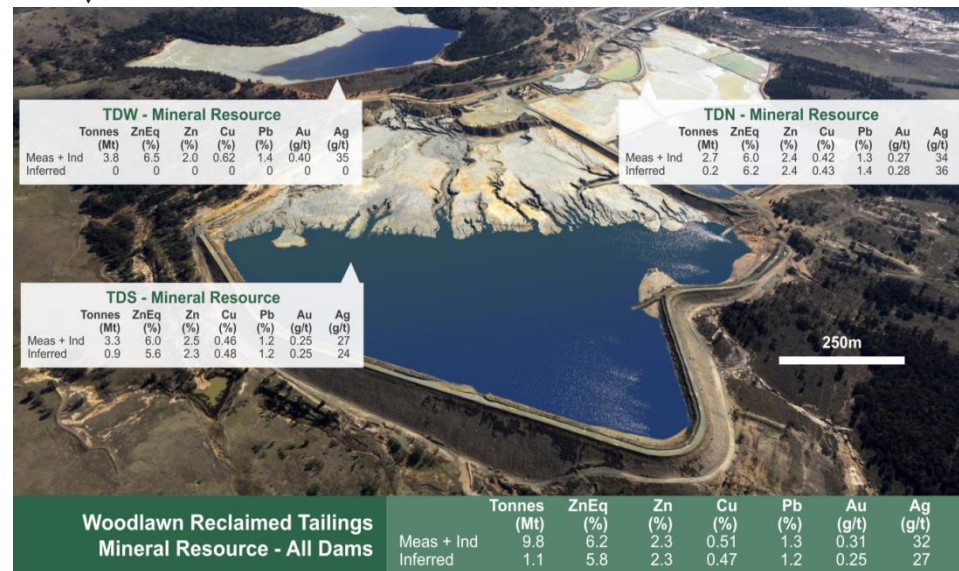 TDW - Mineral Resource
Tonnes ZnEq Zn Cu Pb Au Ag
(Mt) (%) (%) (%) (%) (g/t) (g/t)
Meas + Ind 3.8 6.5 2.0 0.62 1.4 0.40 35
Inferred 0 0 0 0 0 0 0
TDN - Mineral Resource
Tonnes ZnEq Zn Cu Pb Au Ag
(Mt) (%) (%) (%) (%) (g/t) (g/t)
Meas + Ind 2.7 6.0 2.4 0.42 1.3 0.27 34
Inferred 0.2 6.2 2.4 0.43 1.4 0.28 36
TDS - Mineral Resource
Tonnes ZnEq Zn Cu Pb Au Ag
(Mt) (%) (%) (%) (%) (g/t) (g/t)
Meas + Ind 3.3 6.0 2.5 0.46 1.2 0.25 27
Inferred 0.9 5.6 2.3 0.48 1.2 0.25 24
250m
Woodlawn Reclaimed Tailings
Mineral Resource - All Dams
Tonnes ZnEq Zn Cu Pb Au Ag
(Mt) (%) (%) (%) (%) (g/t) (g/t)
Meas + Ind 9.8 6.2 2.3 0.51 1.3 0.31 32
Inferred 1.1 5.8 2.3 0.47 1.2 0.25 27